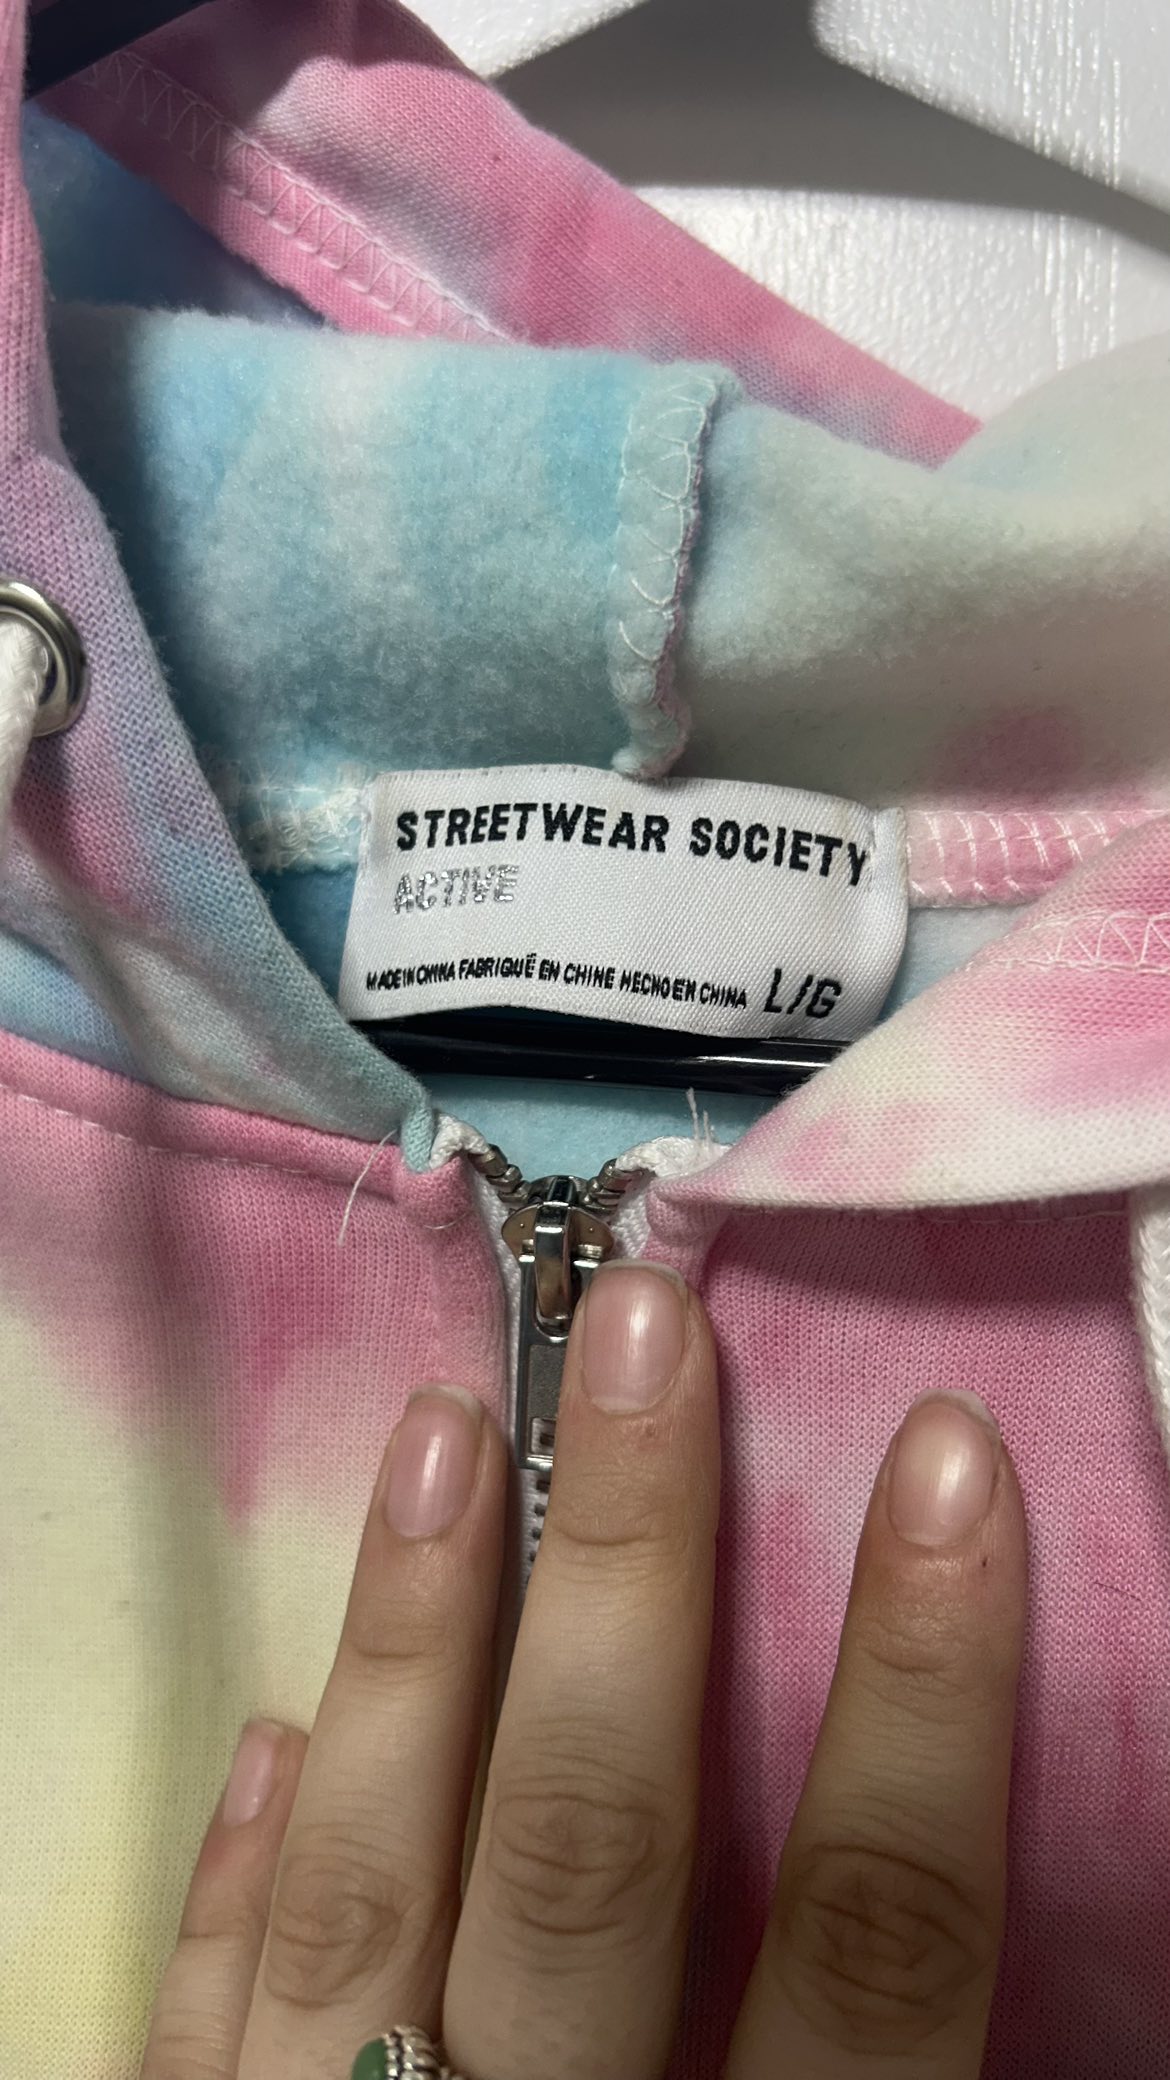 STREETWEAR SOCIETY
ACTIVE
MADE IN CHINA FABRIQUÉ EN CHINE HECHO EN CHINA L/G